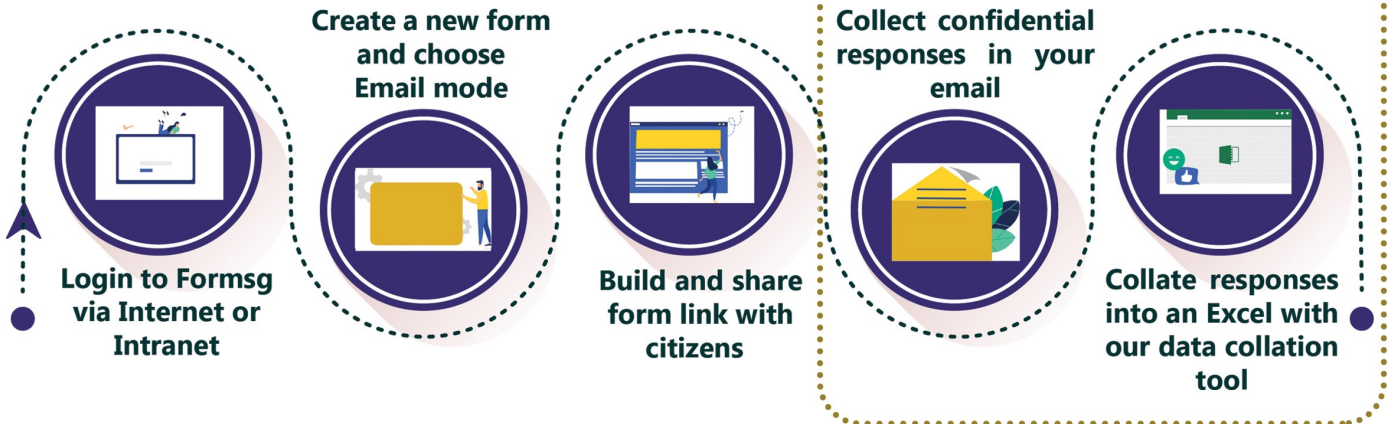 Login to Formsg
via Internet or
Intranet
Create a new form
and choose
Email mode
Build and share
form link with
citizens
Collect confidential
responses in your
email
Collate responses
into an Excel with
our data collation
tool